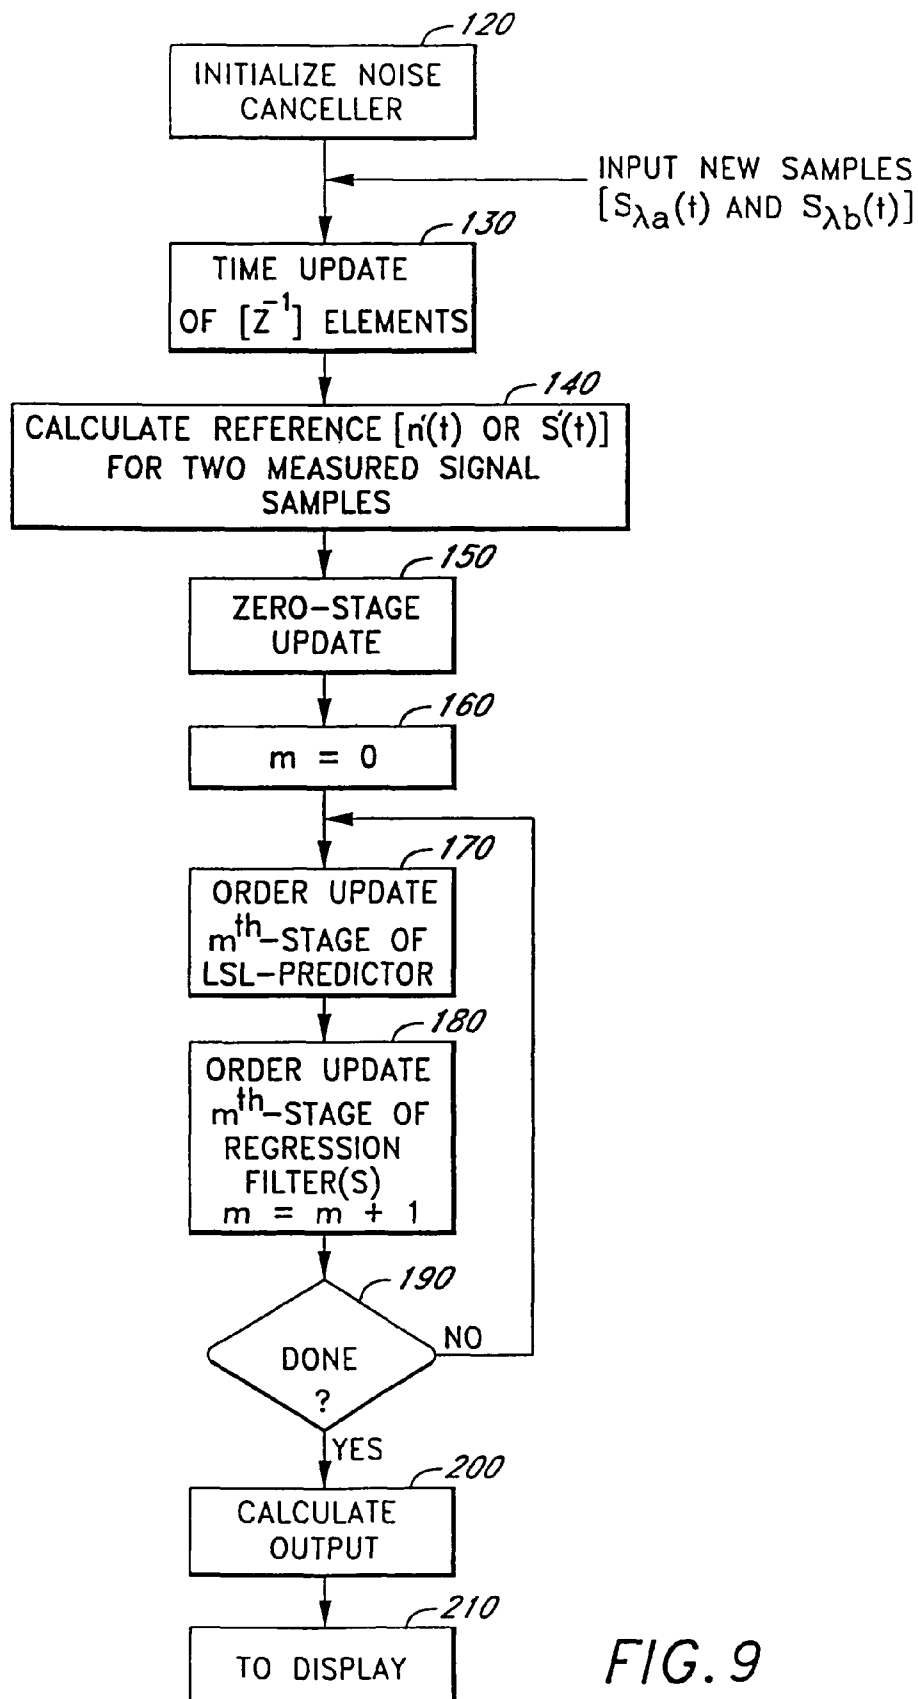 120
INITIALIZE NOISE
CANCELLER
INPUT NEW SAMPLES
[Sλa(t) AND Sλb(t)]
130
TIME UPDATE
OF [Z⁻¹] ELEMENTS
140
CALCULATE REFERENCE [n'(t) OR S'(t)]
FOR TWO MEASURED SIGNAL
SAMPLES
150
ZERO-STAGE
UPDATE
160
m = 0
170
ORDER UPDATE
mth-STAGE OF
LSL-PREDICTOR
180
ORDER UPDATE
mth-STAGE OF
REGRESSION
FILTER(S)
m = m + 1
190
NO
DONE
?
YES
200
CALCULATE
OUTPUT
210
TO DISPLAY
FIG. 9